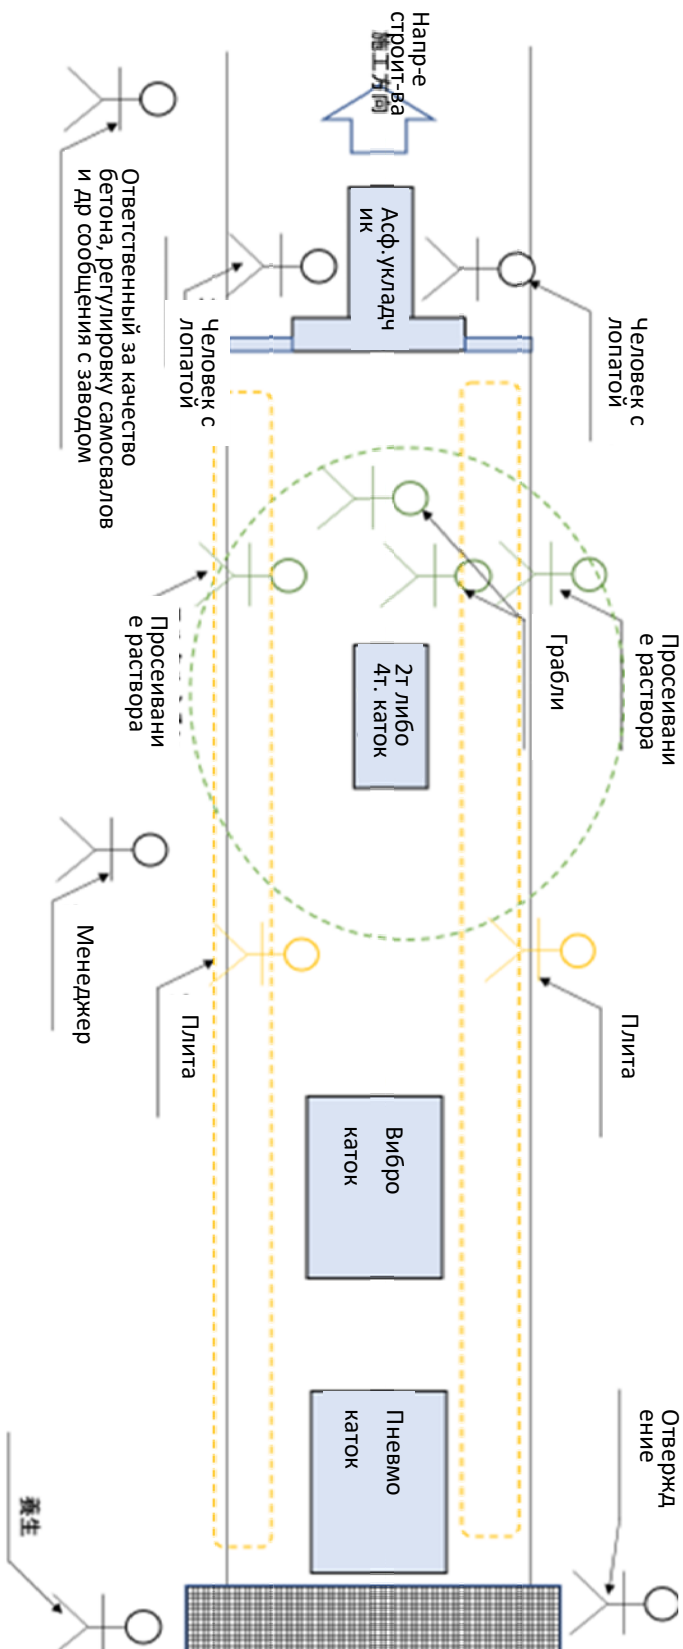 Напр-е
строит-ва
施工方向
Ответственный за качество
бетона, регулировку самосвалов
и др сообщения с заводом
Асф.укладч
ик
Человек с
лопатой
Человек с
лопатой
Просеивани
е раствора
Грабли
Просеивани
е раствора
2т либо
4т. каток
Менеджер
Плита
Плита
Вибро
каток
Пневмо
каток
Отвержд
ение
養生